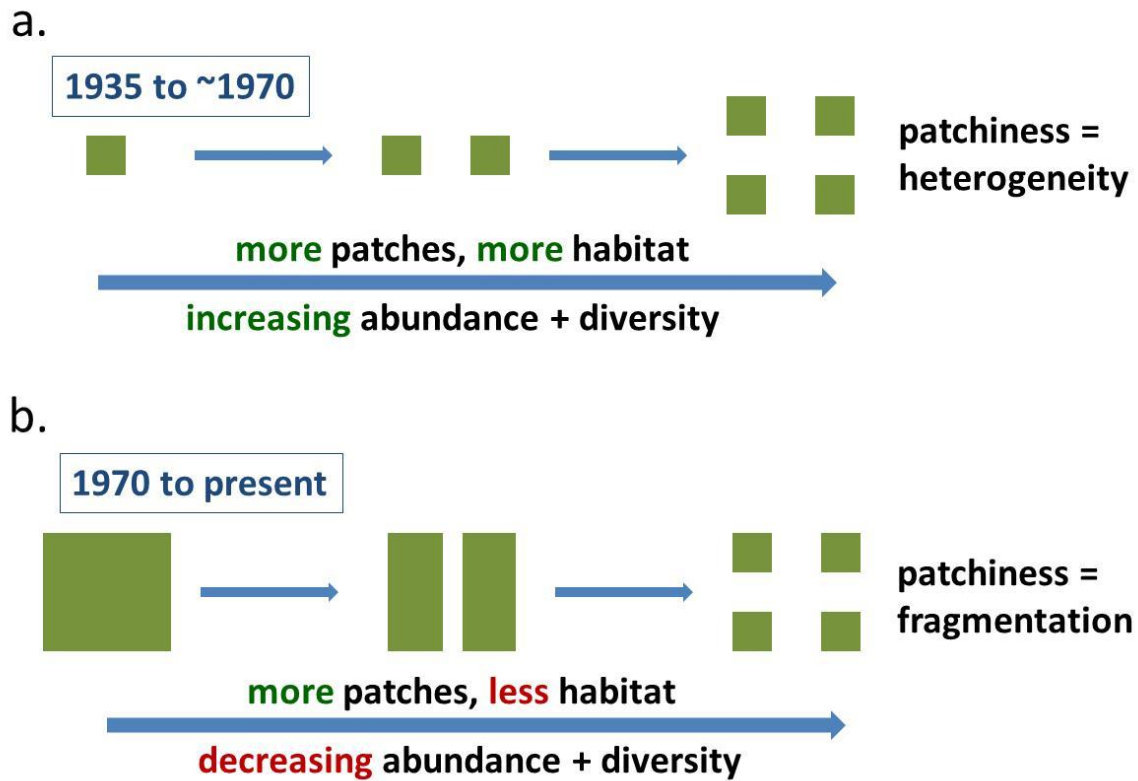 a.
1935 to ~1970
patchiness =
heterogeneity
more patches, more habitat
increasing abundance + diversity
b.
1970 to present
patchiness =
fragmentation
more patches, less habitat
decreasing abundance + diversity